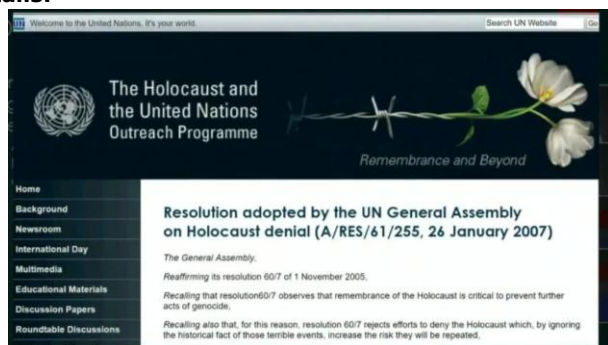 UN Welcome to the United Nations. It's your world.
Search UN Website
Go
The Holocaust and
the United Nations
Outreach Programme
Remembrance and Beyond
Home
Background
Newsroom
International Day
Multimedia
Educational Materials
Discussion Papers
Roundtable Discussions
Resolution adopted by the UN General Assembly
on Holocaust denial (A/RES/61/255, 26 January 2007)
The General Assembly,
Reaffirming its resolution 60/7 of 1 November 2005,
Recalling that resolution60/7 observes that remembrance of the Holocaust is critical to prevent further
acts of genocide,
Recalling also that, for this reason, resolution 60/7 rejects efforts to deny the Holocaust which, by ignoring
the historical fact of those terrible events, increase the risk they will be repeated,